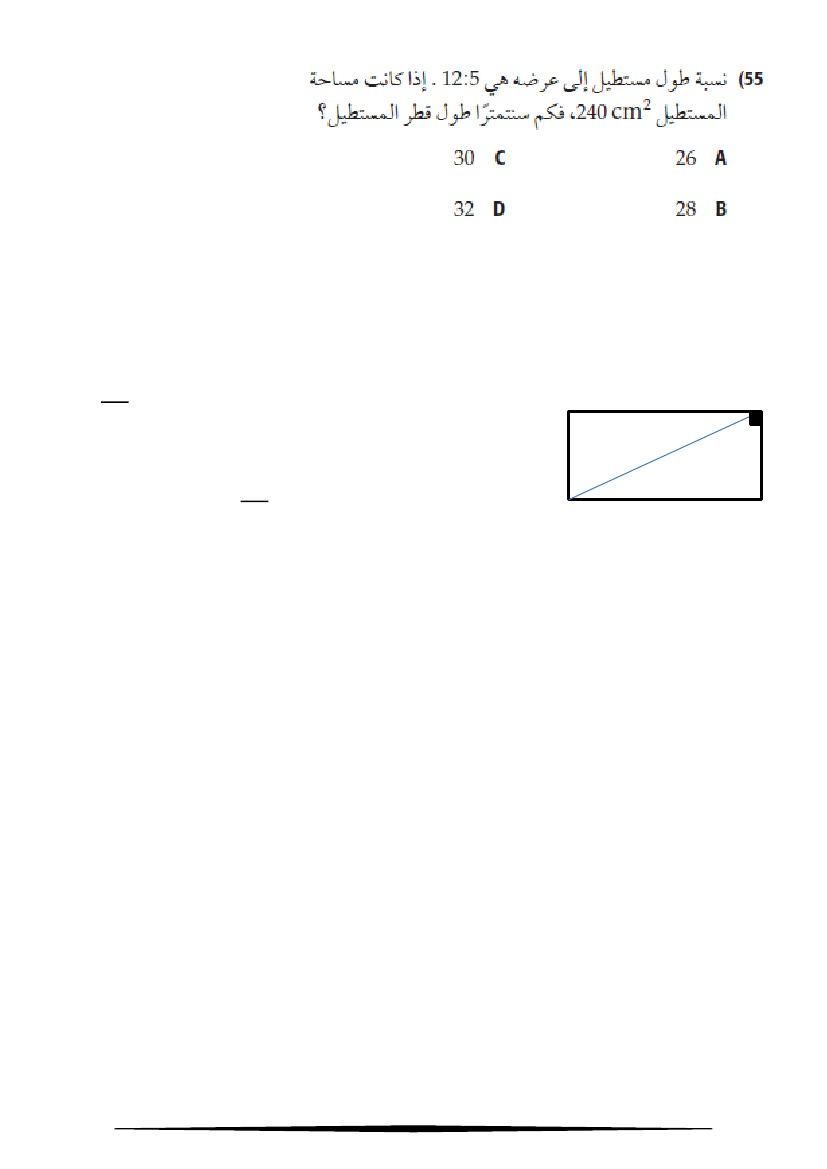 55) نسبة طول مستطيل إلى عرضه هي 12:5 . إذا كانت مساحة
المستطيل 240 cm²، فكم سنتمترًا طول قطر المستطيل؟
26 A 30 C
28 B 32 D